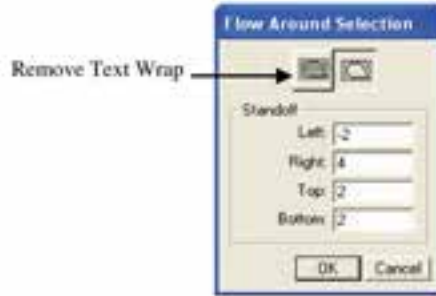 Flow Around Selection
Remove Text Wrap
Standoff
Left: -2
Right: 4
Top: 2
Bottom: 2
OK Cancel